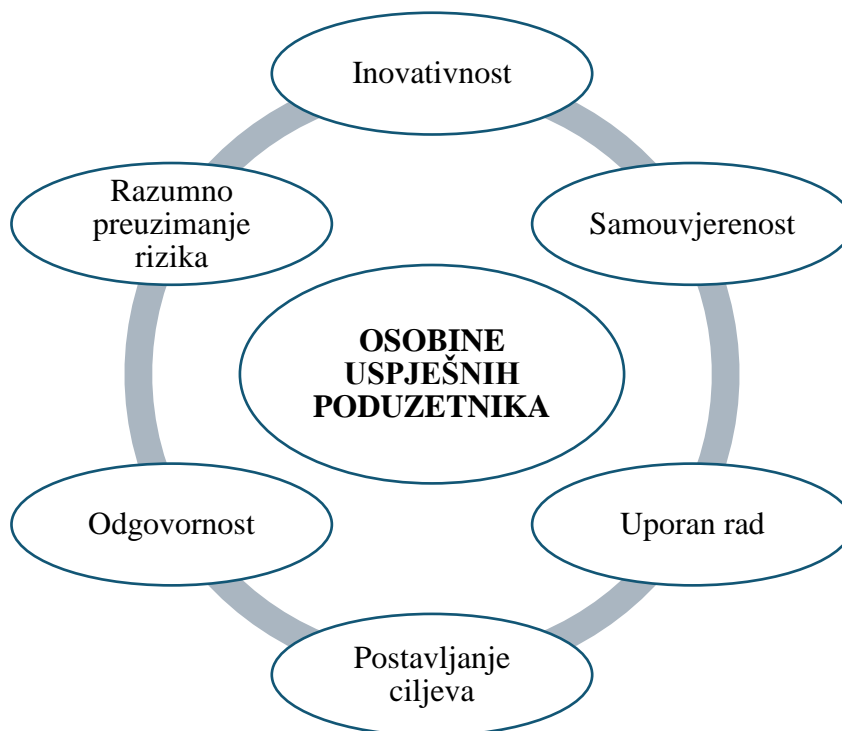 Inovativnost
Razumno
preuzimanje
rizika
Samouvjerenost
OSOBINE
USPJEŠNIH
PODUZETNIKA
Odgovornost
Uporan rad
Postavljanje
ciljeva